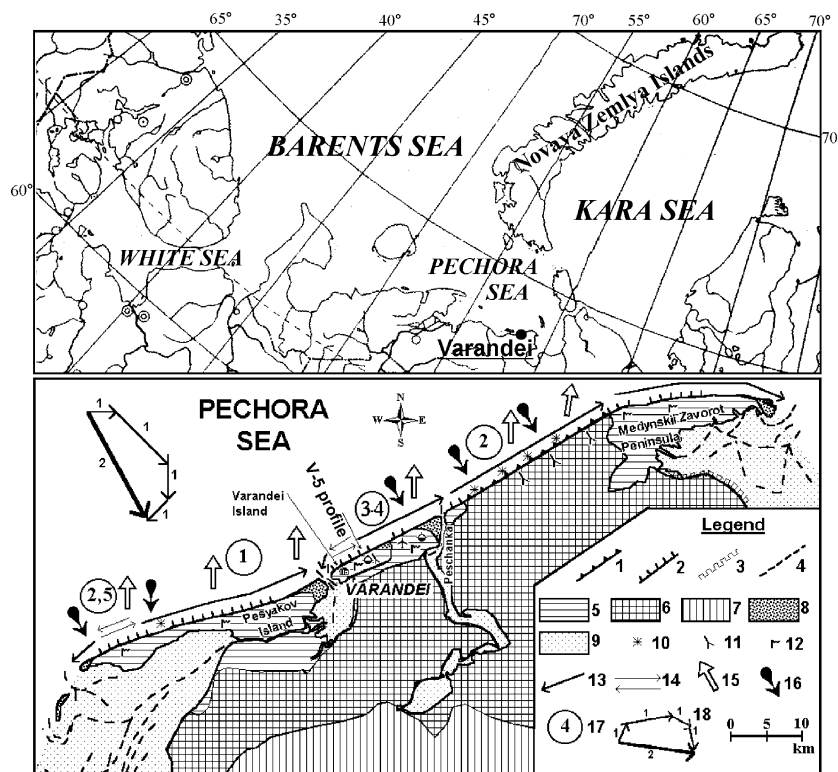 65° 35° 40° 45° 50° 55° 60° 65° 70°
BARENTS SEA
Novaya Zemlya Islands
70
60°
KARA SEA
WHITE SEA
PECHORA
SEA
Varandei
PECHORA
SEA
1
1
1
1
2
N
W E
S
Medynskii Zavorot
Peninsula
2
V-5 profile
Varandei
Island
3-4
1
Peschanka
VARANDEI
2,5
Pesyakov
Island
Legend
1 2 3 4
5 6 7 8
9 10 11 12
13 14 15 16
4 17 1 1 1 1 2 18
0 5 10
km